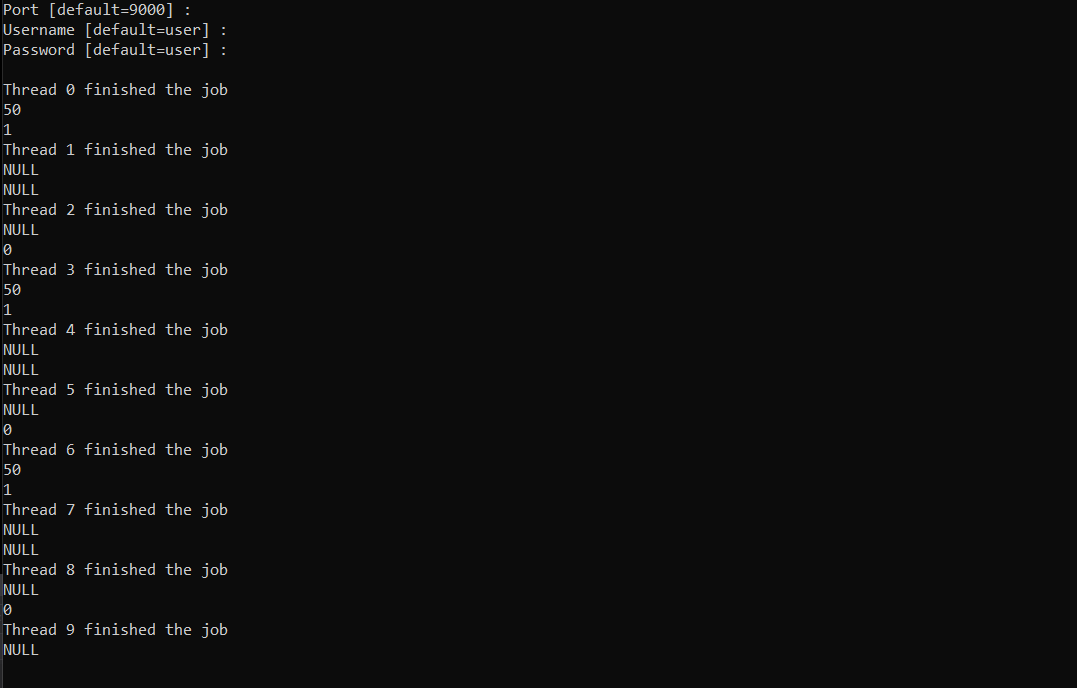 Port [default=9000] :
Username [default=user] :
Password [default=user] :
Thread 0 finished the job
50
1
Thread 1 finished the job
NULL
NULL
Thread 2 finished the job
NULL
0
Thread 3 finished the job
50
1
Thread 4 finished the job
NULL
NULL
Thread 5 finished the job
NULL
0
Thread 6 finished the job
50
1
Thread 7 finished the job
NULL
NULL
Thread 8 finished the job
NULL
0
Thread 9 finished the job
NULL